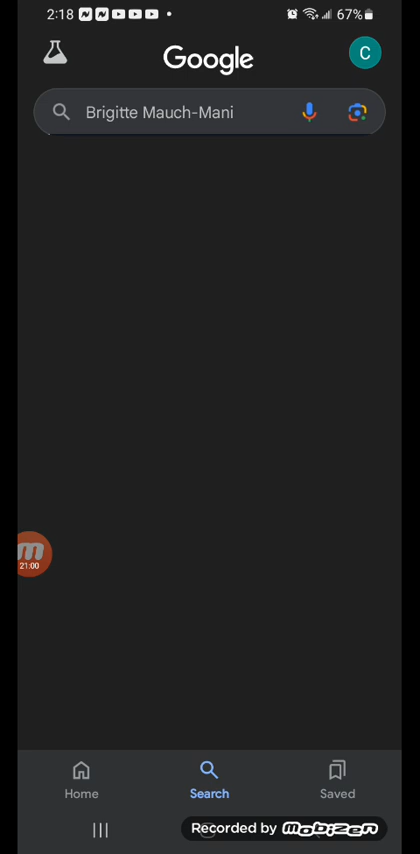 2:18
67%
Google
C
Brigitte Mauch-Mani
21:00
Home
Search
Saved
Recorded by mobizen